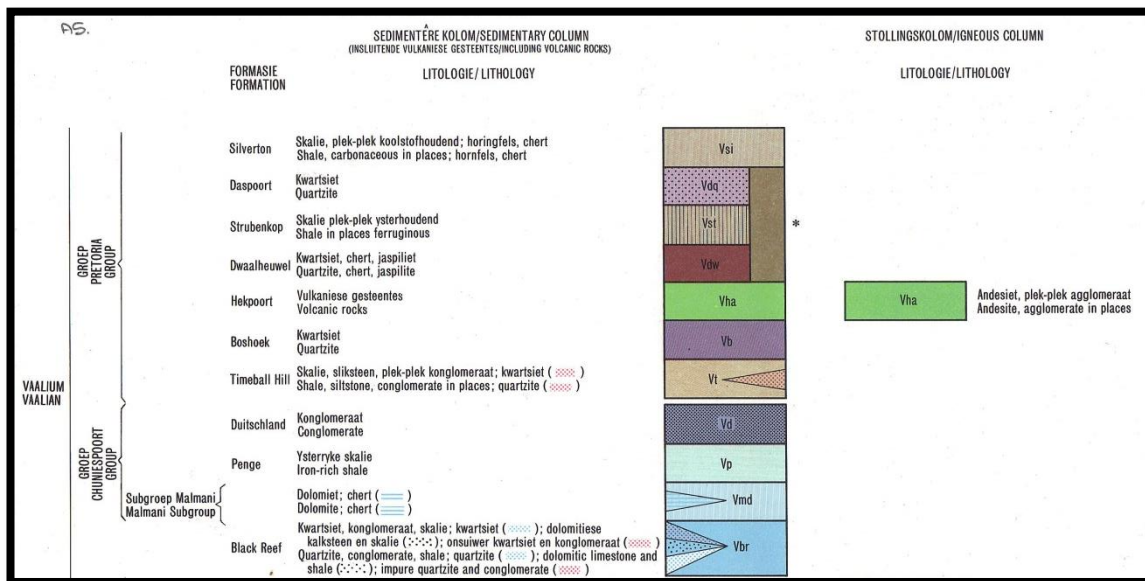 A5.
SEDIMENTÊRE KOLOM/SEDIMENTARY COLUMN
(INSLUITENDE VULKANIESE GESTEENTES/INCLUDING VOLCANIC ROCKS)
STOLLINGSKOLOM/IGNEOUS COLUMN
FORMASIE
FORMATION
LITOLOGIE/ LITHOLOGY
LITOLOGIE/LITHOLOGY
VAALIUM
VAALIAN
GROEP
PRETORIA
GROUP
Silverton
Skalie, plek-plek koolstofhoudend; horingfels, chert
Shale, carbonaceous in places; hornfels, chert
Vsi
Daspoort
Kwartsiet
Quartzite
Vdq
Strubenkop
Skalie plek-plek ysterhoudend
Shale in places ferruginous
Vst
*
Dwaalheuwel
Kwartsiet, chert, jaspiliet
Quartzite, chert, jaspilite
Vdw
Hekpoort
Vulkaniese gesteentes
Volcanic rocks
Vha
Vha
Andesiet, plek-plek agglomeraat
Andesite, agglomerate in places
Boshoek
Kwartsiet
Quartzite
Vb
Timeball Hill
Skalie, sliksteen, plek-plek konglomeraat; kwartsiet ( )
Shale, siltstone, conglomerate in places; quartzite ( )
Vt
GROEP
CHUNIESPOORT
GROUP
Duitschland
Konglomeraat
Conglomerate
Vd
Penge
Ysterryke skalie
Iron-rich shale
Vp
Subgroep Malmani
Malmani Subgroup
Dolomiet; chert ( )
Dolomite; chert ( )
Vmd
Black Reef
Kwartsiet, konglomeraat, skalie; kwartsiet ( ); dolomitiese
kalksteen en skalie ( ); onsuiwer kwartsiet en konglomeraat ( )
Quartzite, conglomerate, shale; quartzite ( ); dolomitic limestone and
shale ( ); impure quartzite and conglomerate ( )
Vbr